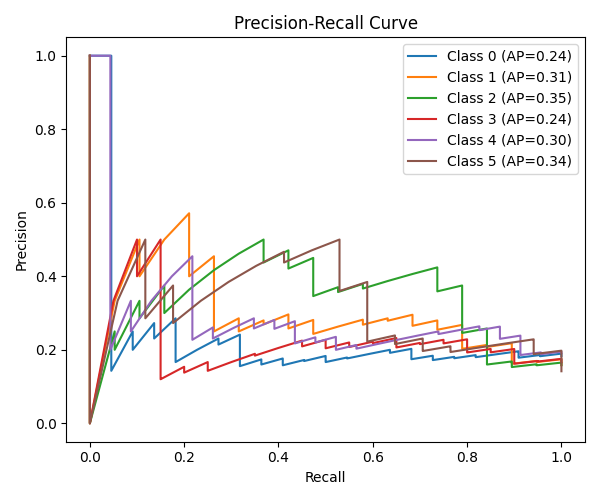 Precision-Recall Curve
Precision
1.0
0.8
0.6
0.4
0.2
0.0
Class 0 (AP=0.24)
Class 1 (AP=0.31)
Class 2 (AP=0.35)
Class 3 (AP=0.24)
Class 4 (AP=0.30)
Class 5 (AP=0.34)
0.0 0.2 0.4 0.6 0.8 1.0
Recall